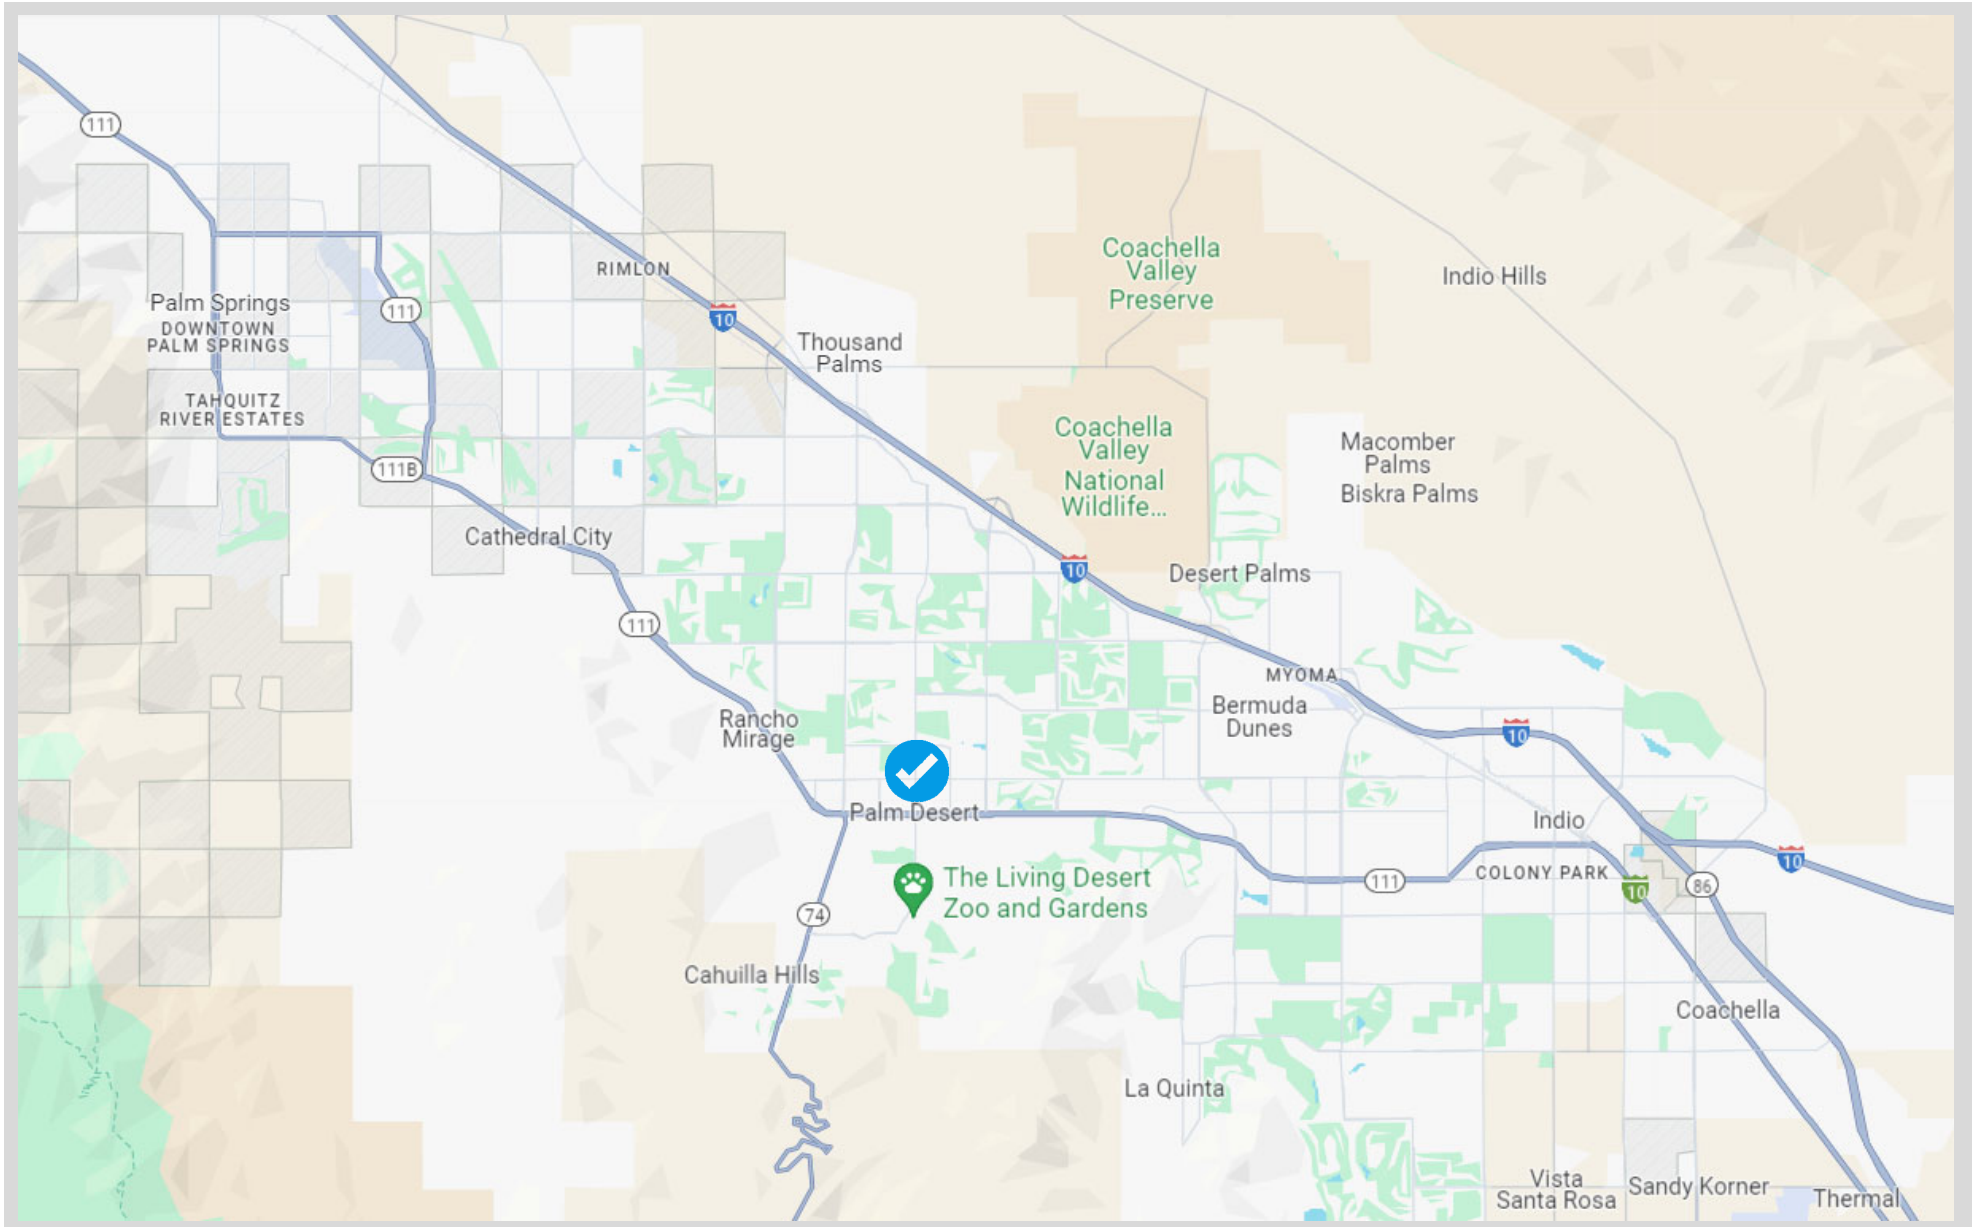 111
RIMLON
Coachella
Valley
Preserve
Indio Hills
Palm Springs
DOWNTOWN
PALM SPRINGS
111
10
Thousand
Palms
TAHQUITZ
RIVER ESTATES
Coachella
Valley
National
Wildlife...
Macomber
Palms
Biskra Palms
111B
Cathedral City
10
Desert Palms
111
MYOMA
Rancho
Mirage
Bermuda
Dunes
10
Palm Desert
Indio
10
The Living Desert
Zoo and Gardens
111
COLONY PARK
10
86
74
Cahuilla Hills
Coachella
La Quinta
Vista
Santa Rosa
Sandy Korner
Thermal